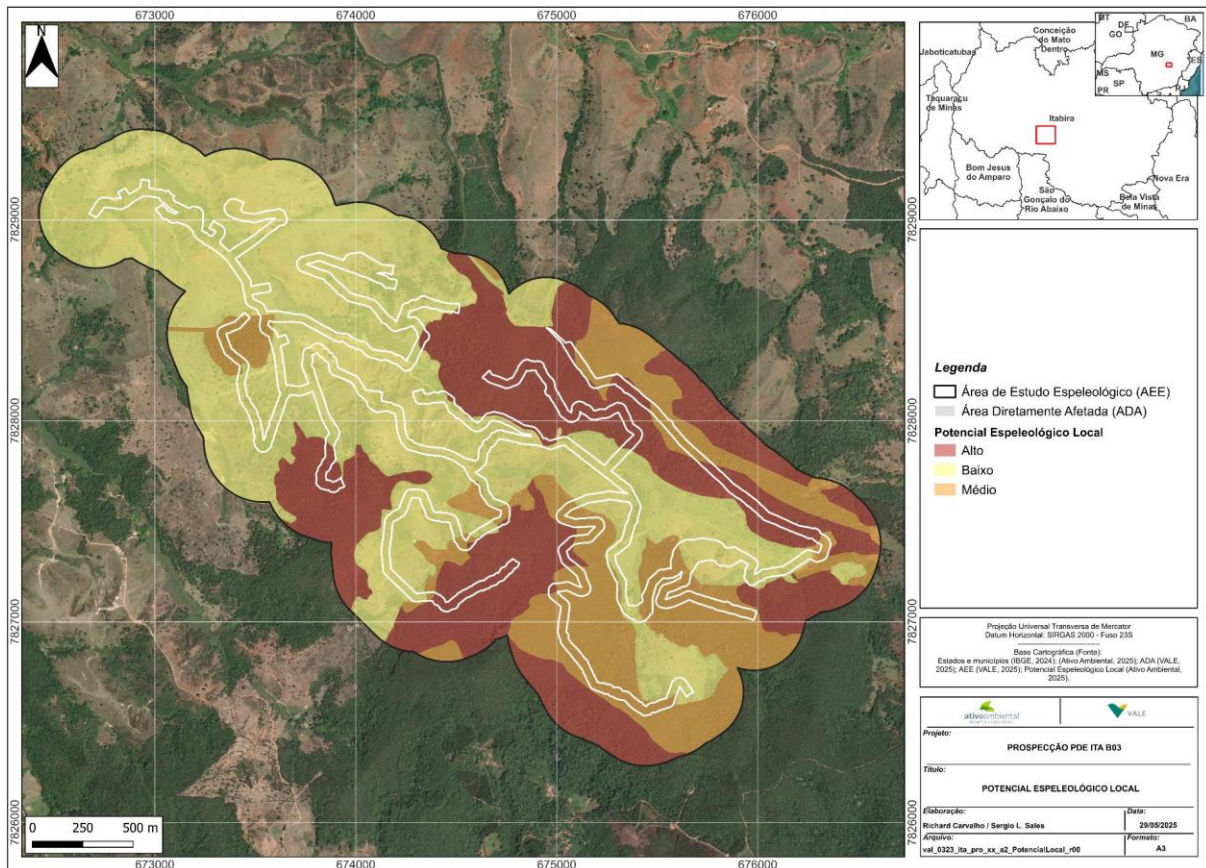 673000
674000
675000
676000
N
7829000
7828000
7827000
7826000
7829000
7828000
7827000
7826000
0 250 500 m
673000
674000
675000
676000
MT
DF
GO
BA
MG
ES
MS
SP
RJ
PR
Conceição
do Mato
Dentro
Jaboticatubas
Taquaraçu
de Minas
Itabira
Bom Jesus
do Amparo
São
Gonçalo do
Rio Abaixo
Nova Era
Bela Vista
de Minas
Legenda
Área de Estudo Espeleológico (AEE)
Área Diretamente Afetada (ADA)
Potencial Espeleológico Local
Alto
Baixo
Médio
Projeção Universal Transversa de Mercator
Datum Horizontal: SIRGAS 2000 - Fuso 23S
Base Cartográfica (Fonte):
Estados e municípios (IBGE, 2024); (Ativo Ambiental, 2025); ADA (VALE,
2025); AEE (VALE, 2025); Potencial Espeleológico Local (Ativo Ambiental,
2025).
ativoambiental
VALE
Projeto:
PROSPECÇÃO PDE ITA B03
Título:
POTENCIAL ESPELEOLÓGICO LOCAL
Elaboração:
Data:
Richard Carvalho / Sergio L. Sales
29/05/2025
Arquivo:
Formato:
val_0323_ita_pro_xx_a2_PotencialLocal_r00
A3